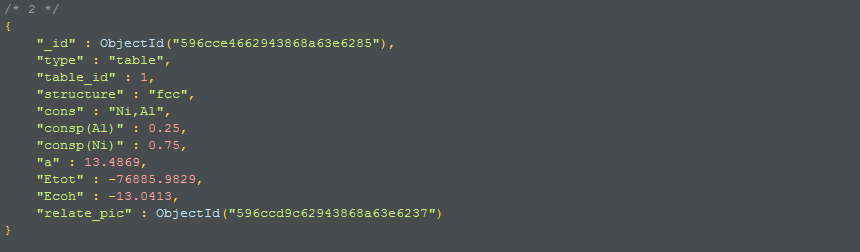 /* 2 */
{
"_id" : ObjectId("596cce4662943868a63e6285"),
"type" : "table",
"table_id" : 1,
"structure" : "fcc",
"cons" : "Ni,Al",
"consp(Al)" : 0.25,
"consp(Ni)" : 0.75,
"a" : 13.4869,
"Etot" : -76885.9829,
"Ecoh" : -13.0413,
"relate_pic" : ObjectId("596ccd9c62943868a63e6237")
}